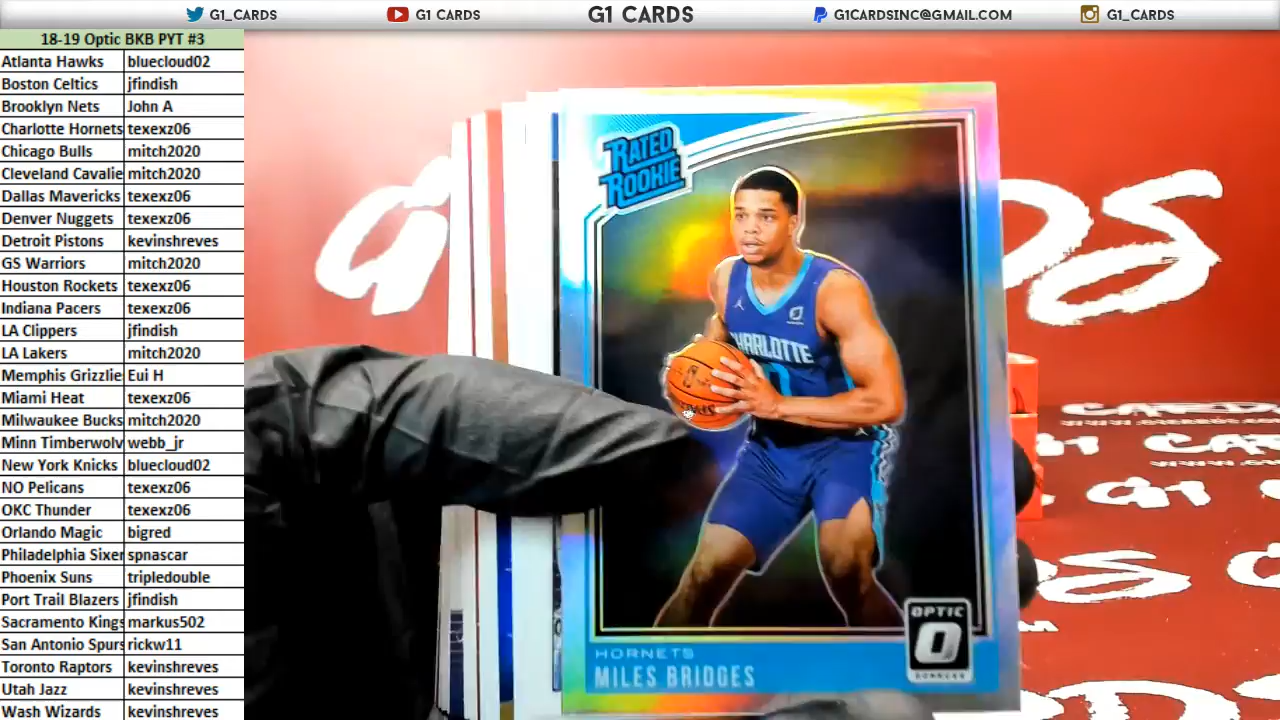 G1_CARDS G1 CARDS G1 CARDS G1CARDSINC@GMAIL.COM G1_CARDS
18-19 Optic BKB PYT #3
Atlanta Hawks bluecloud02
Boston Celtics jfindish
Brooklyn Nets John A
Charlotte Hornets texexz06
Chicago Bulls mitch2020
Cleveland Cavalie mitch2020
Dallas Mavericks texexz06
Denver Nuggets texexz06
Detroit Pistons kevinshreves
GS Warriors mitch2020
Houston Rockets texexz06
Indiana Pacers texexz06
LA Clippers jfindish
LA Lakers mitch2020
Memphis Grizzlie Eui H
Miami Heat texexz06
Milwaukee Bucks mitch2020
Minn Timberwolv webb_jr
New York Knicks bluecloud02
NO Pelicans texexz06
OKC Thunder texexz06
Orlando Magic bigred
Philadelphia Sixer spnascar
Phoenix Suns tripledouble
Port Trail Blazers jfindish
Sacramento Kings markus502
San Antonio Spurs rickw11
Toronto Raptors kevinshreves
Utah Jazz kevinshreves
Wash Wizards kevinshreves
RATED
ROOKIE
CHARLOTTE
0
OPTIC
DONRUSS
HORNETS
MILES BRIDGES
CARDS
G1